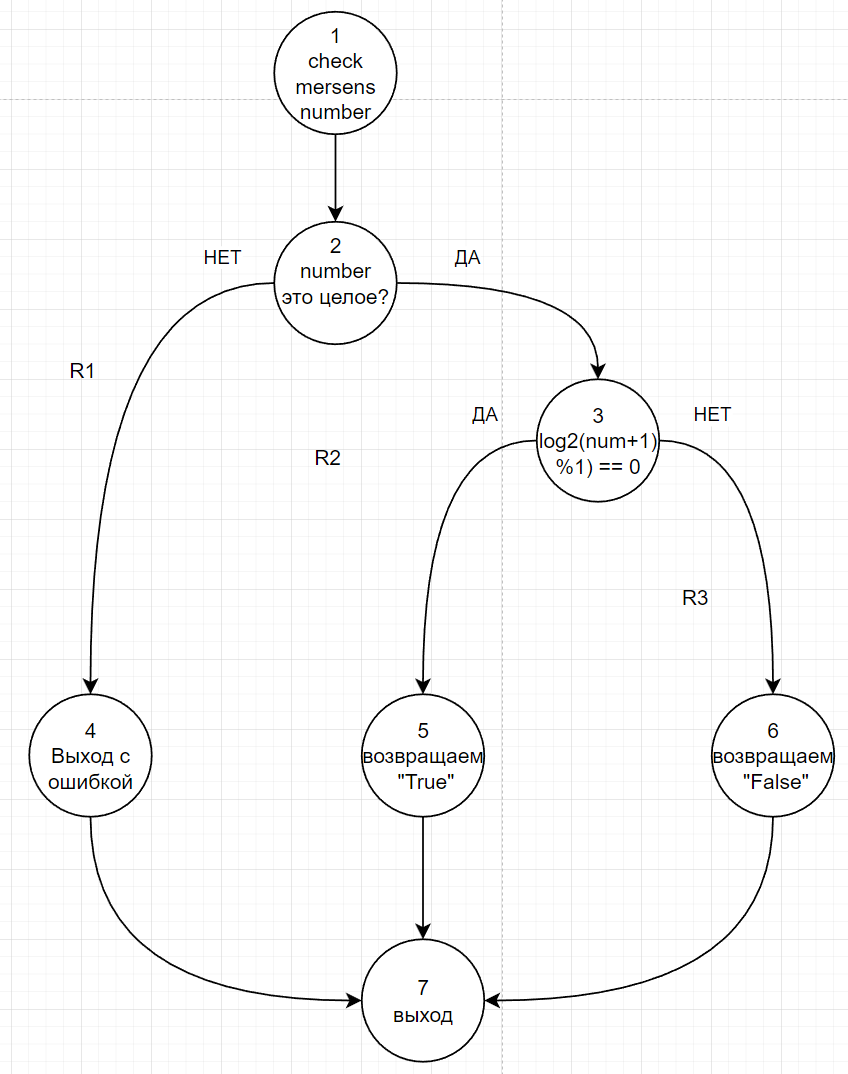 1
check
mersens
number
НЕТ
2
number
это целое?
ДА
R1
ДА
3
log2(num+1)
%1) == 0
НЕТ
R2
R3
4
Выход с
ошибкой
5
возвращаем
"True"
6
возвращаем
"False"
7
выход